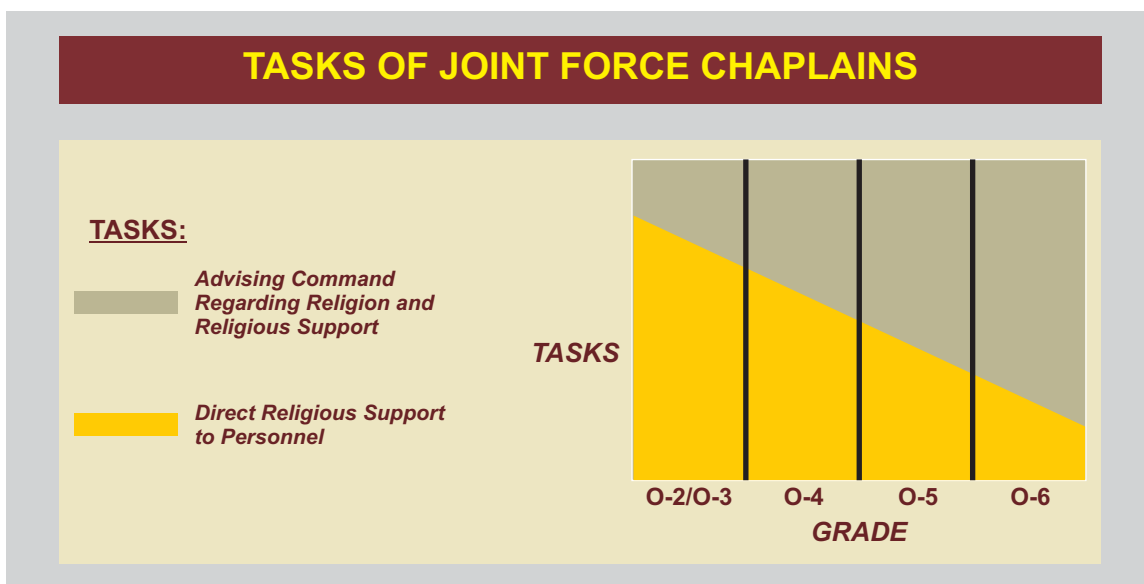 TASKS OF JOINT FORCE CHAPLAINS
TASKS:
Advising Command
Regarding Religion and
Religious Support
Direct Religious Support
to Personnel
TASKS
O-2/O-3 O-4 O-5 O-6
GRADE